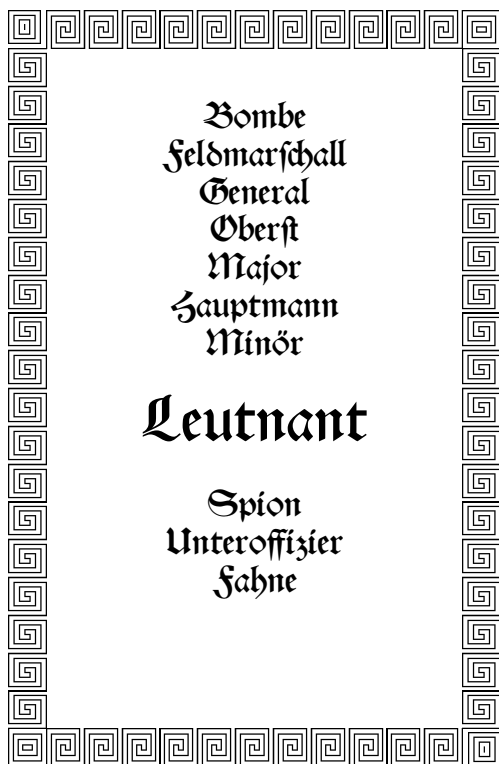 Bombe
Feldmarſchall
General
Oberſt
Major
Hauptmann
Minör
Leutnant
Spion
Unteroffizier
Fahne